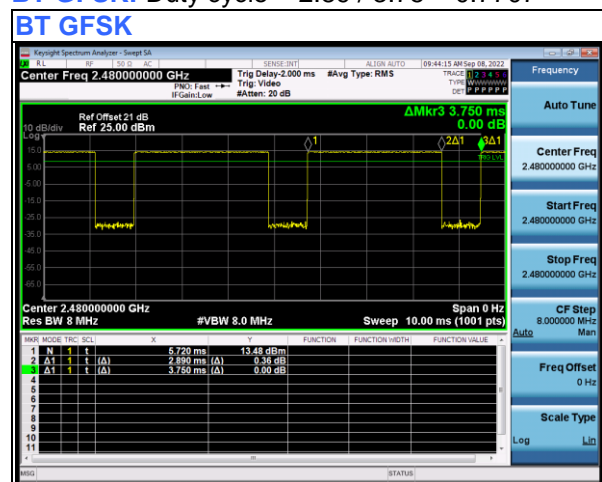 BT GFSK
Keysight Spectrum Analyzer - Swept SA
RL RF 50 Ω AC SENSE:INT ALIGN AUTO 09:44:15 AM Sep 08, 2022
Center Freq 2.480000000 GHz
PNO: Fast
IFGain:Low
Trig Delay-2.000 ms
Trig: Video
#Atten: 20 dB
#Avg Type: RMS
TRACE 1 2 3 4 5 6
TYPE WWWWWW
DET P P P P P P
Frequency
Auto Tune
Ref Offset 21 dB
10 dB/div Ref 25.00 dBm
ΔMkr3 3.750 ms
0.00 dB
Log
15.0
5.00
-5.00
-15.0
-25.0
-35.0
-45.0
-55.0
-65.0
1
2Δ1
3Δ1
TRIG LVL
Center Freq
2.480000000 GHz
Start Freq
2.480000000 GHz
Stop Freq
2.480000000 GHz
Center 2.480000000 GHz Span 0 Hz
Res BW 8 MHz #VBW 8.0 MHz Sweep 10.00 ms (1001 pts)
CF Step
8.000000 MHz
Auto Man
MKR MODE TRC SCL X Y FUNCTION FUNCTION WIDTH FUNCTION VALUE
1 N 1 t 5.720 ms 13.48 dBm
2 Δ1 1 t (Δ) 2.890 ms (Δ) 0.36 dB
3 Δ1 1 t (Δ) 3.750 ms (Δ) 0.00 dB
4
5
6
7
8
9
10
11
Freq Offset
0 Hz
Scale Type
Log Lin
MSG STATUS